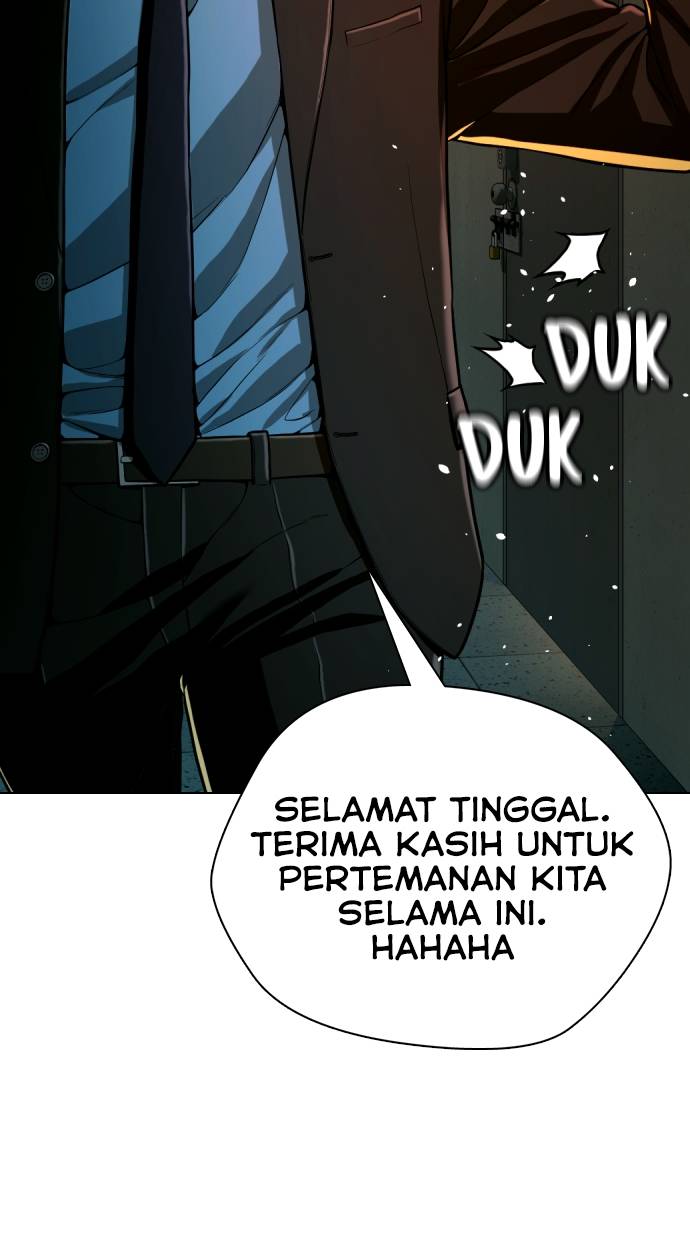 DUK
DUK
SELAMAT TINGGAL.
TERIMA KASIH UNTUK
PERTEMANAN KITA
SELAMA INI.
HAHAHA